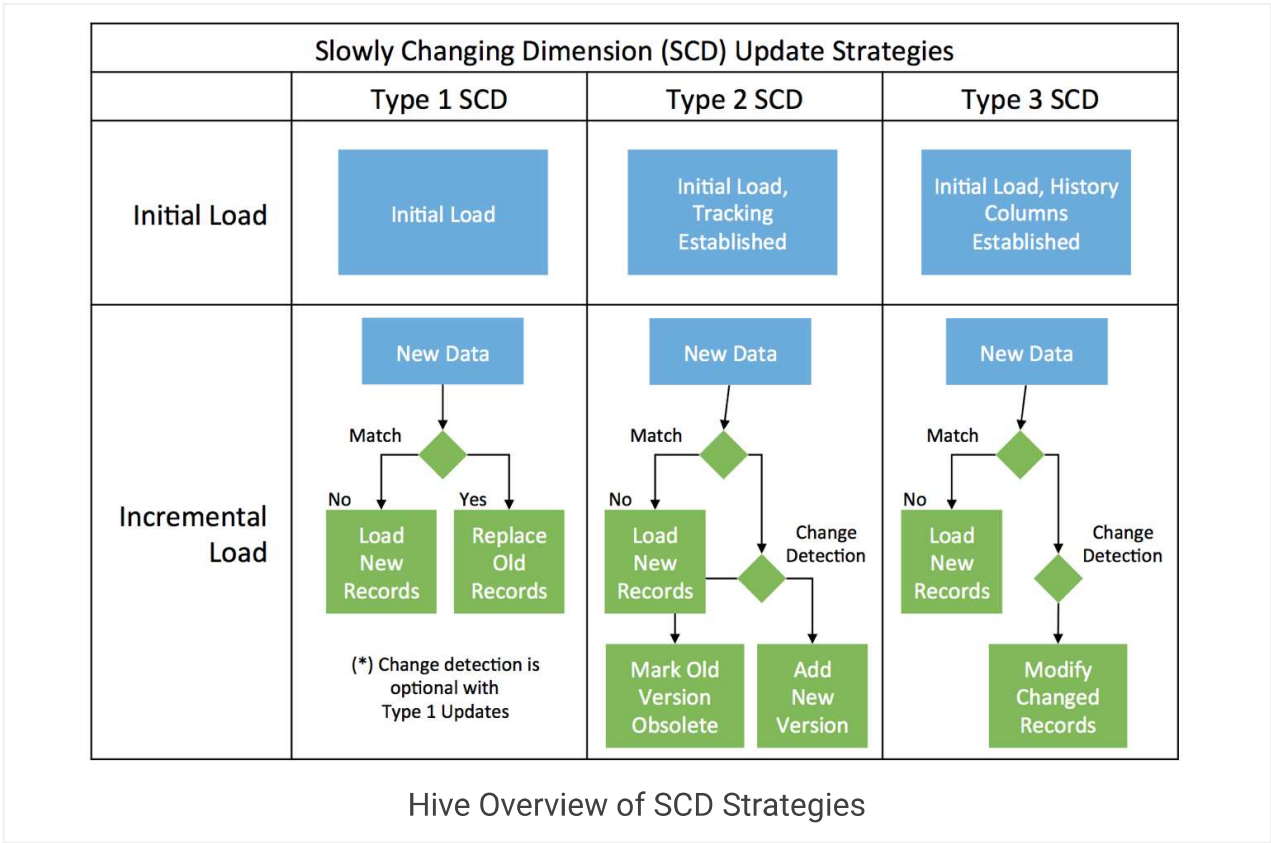 Slowly Changing Dimension (SCD) Update Strategies
Type 1 SCD
Type 2 SCD
Type 3 SCD
Initial Load
Initial Load
Initial Load,
Tracking
Established
Initial Load, History
Columns
Established
Incremental
Load
New Data
Match
No
Yes
Load
New
Records
Replace
Old
Records
(*) Change detection is
optional with
Type 1 Updates
New Data
Match
No
Load
New
Records
Change
Detection
Mark Old
Version
Obsolete
Add
New
Version
New Data
Match
No
Load
New
Records
Change
Detection
Modify
Changed
Records
Hive Overview of SCD Strategies